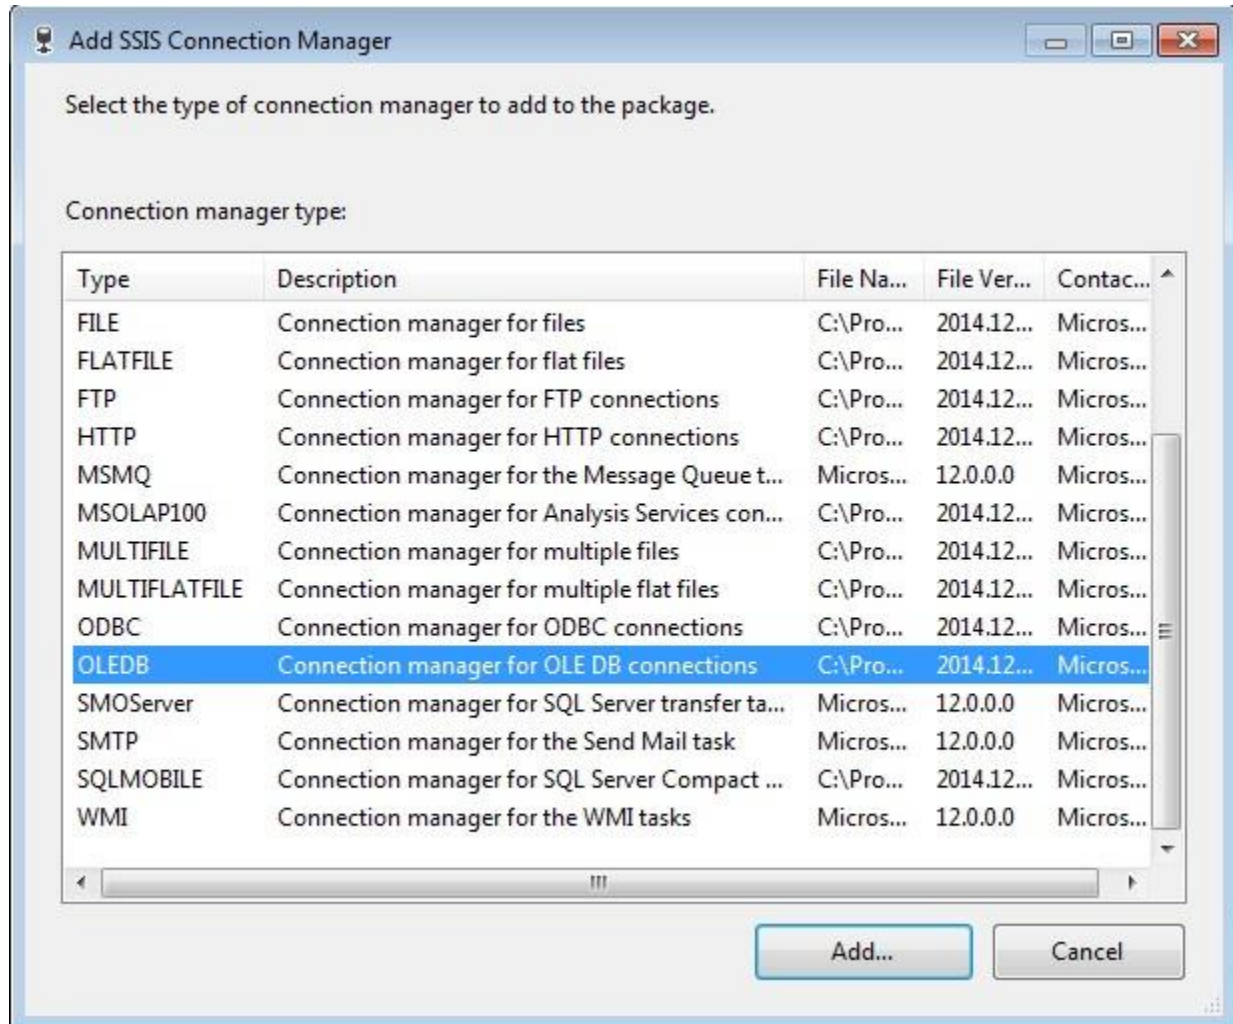 Add SSIS Connection Manager
Select the type of connection manager to add to the package.
Connection manager type:
Type Description File Na... File Ver... Contac...
FILE Connection manager for files C:\Pro... 2014.12... Micros...
FLATFILE Connection manager for flat files C:\Pro... 2014.12... Micros...
FTP Connection manager for FTP connections C:\Pro... 2014.12... Micros...
HTTP Connection manager for HTTP connections C:\Pro... 2014.12... Micros...
MSMQ Connection manager for the Message Queue t... Micros... 12.0.0.0 Micros...
MSOLAP100 Connection manager for Analysis Services con... C:\Pro... 2014.12... Micros...
MULTIFILE Connection manager for multiple files C:\Pro... 2014.12... Micros...
MULTIFLATFILE Connection manager for multiple flat files C:\Pro... 2014.12... Micros...
ODBC Connection manager for ODBC connections C:\Pro... 2014.12... Micros...
OLEDB Connection manager for OLE DB connections C:\Pro... 2014.12... Micros...
SMOServer Connection manager for SQL Server transfer ta... Micros... 12.0.0.0 Micros...
SMTP Connection manager for the Send Mail task Micros... 12.0.0.0 Micros...
SQLMOBILE Connection manager for SQL Server Compact ... C:\Pro... 2014.12... Micros...
WMI Connection manager for the WMI tasks Micros... 12.0.0.0 Micros...
Add... Cancel